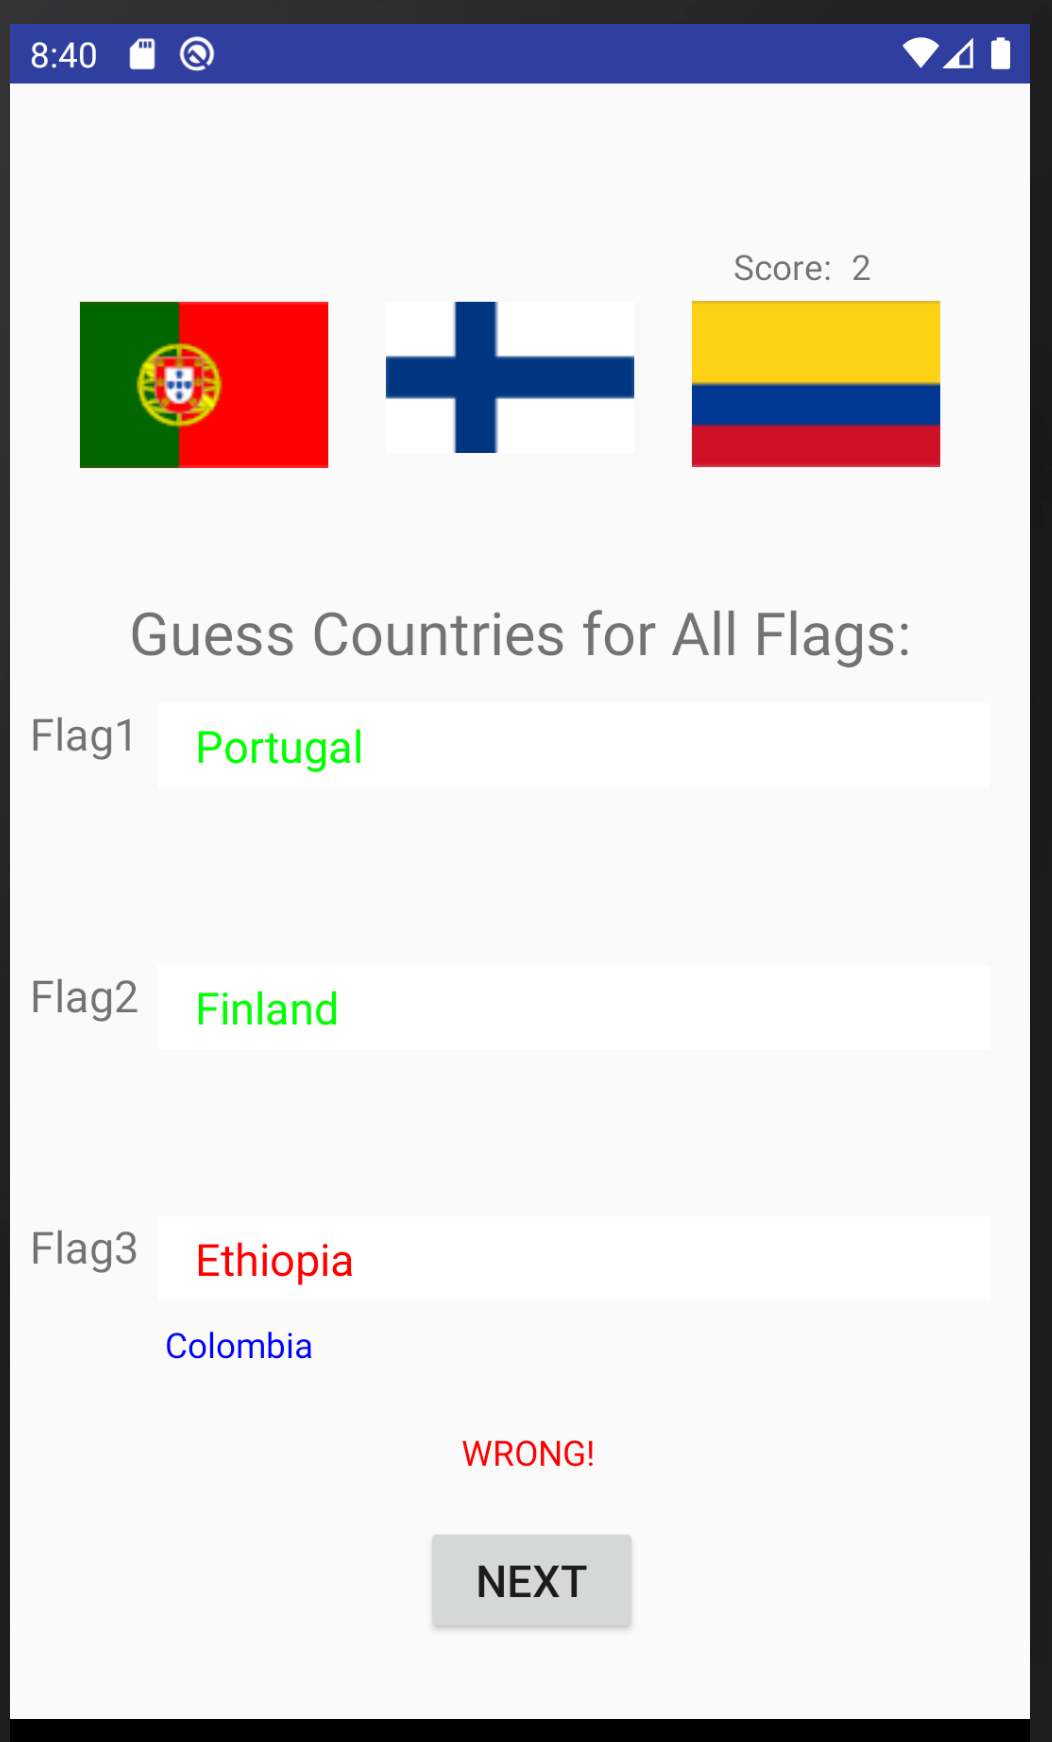 8:40
Score: 2
Guess Countries for All Flags:
Flag1 Portugal
Flag2 Finland
Flag3 Ethiopia
Colombia
WRONG!
NEXT